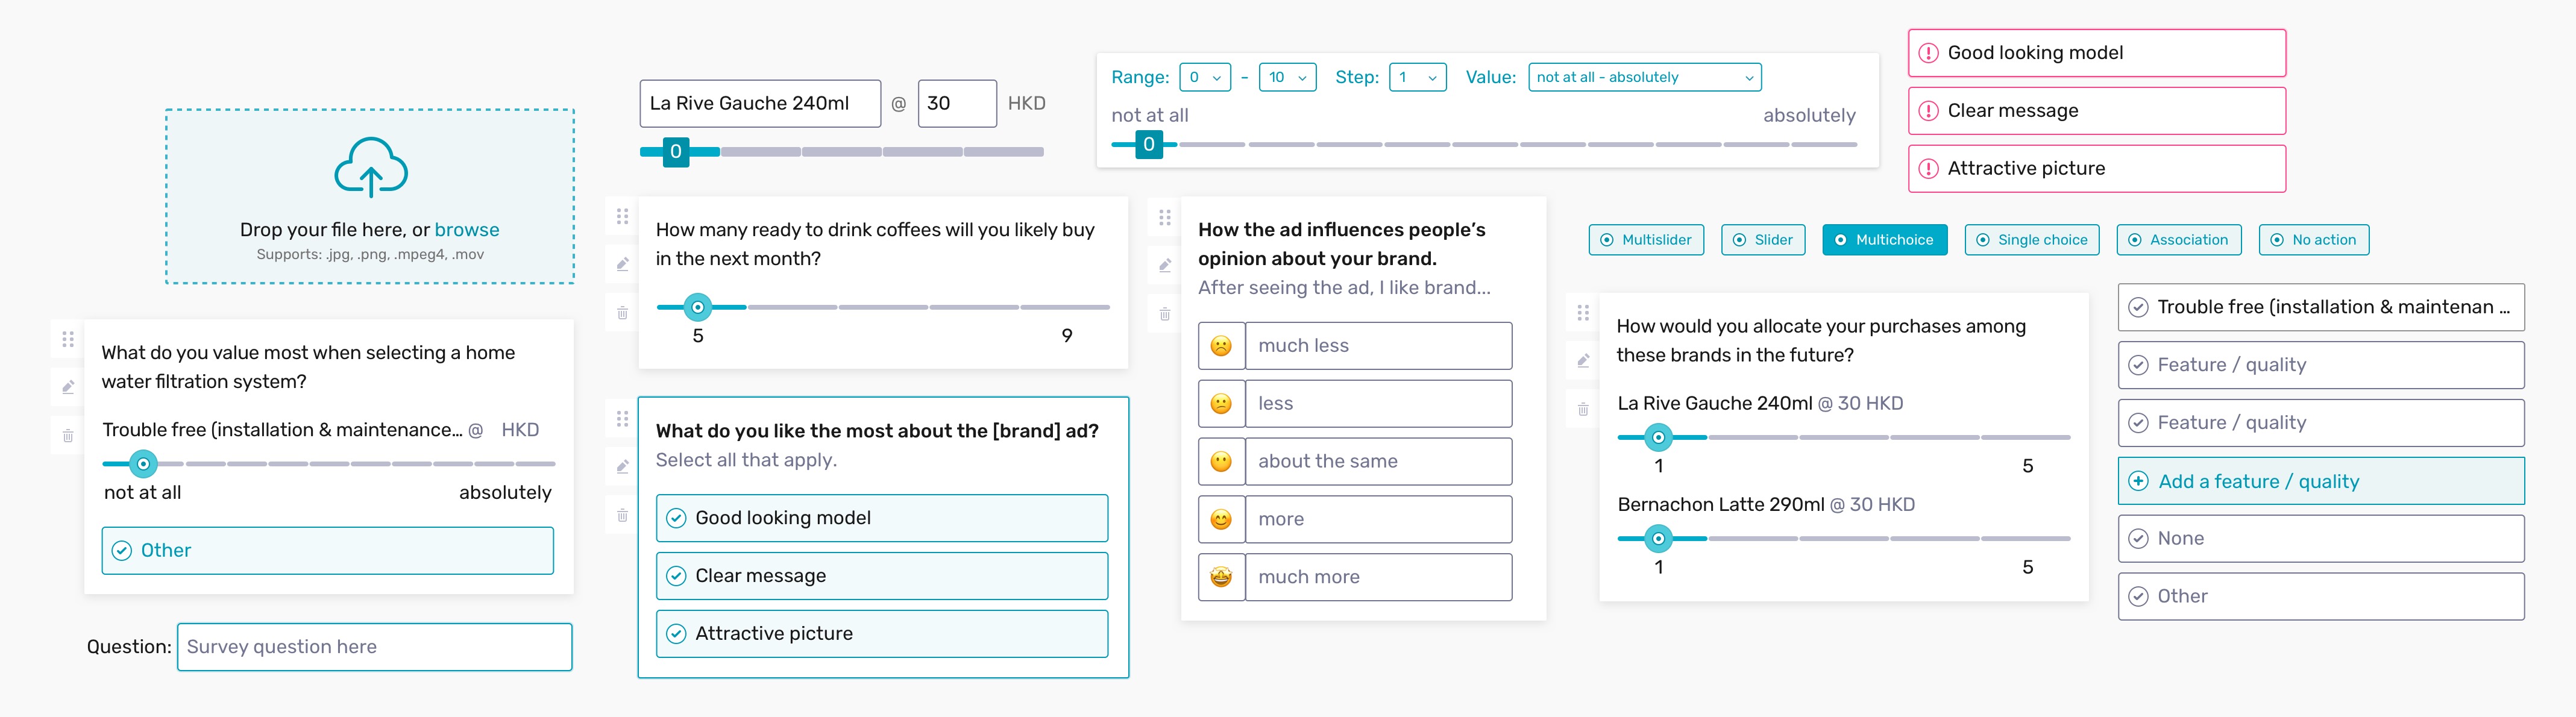 Drop your file here, or browse
Supports: .jpg, .png, .mpeg4, .mov
What do you value most when selecting a home
water filtration system?
Trouble free (installation & maintenance... @ HKD
not at all absolutely
Other
Question: Survey question here
La Rive Gauche 240ml @ 30 HKD
0
How many ready to drink coffees will you likely buy
in the next month?
5 9
What do you like the most about the [brand] ad?
Select all that apply.
Good looking model
Clear message
Attractive picture
Range: 0 - 10 Step: 1 Value: not at all - absolutely
not at all absolutely
0
How the ad influences people’s
opinion about your brand.
After seeing the ad, I like brand...
much less
less
about the same
more
much more
Good looking model
Clear message
Attractive picture
Multislider Slider Multichoice Single choice Association No action
How would you allocate your purchases among
these brands in the future?
La Rive Gauche 240ml @ 30 HKD
1 5
Bernachon Latte 290ml @ 30 HKD
1 5
Trouble free (installation & maintenan ...
Feature / quality
Feature / quality
Add a feature / quality
None
Other